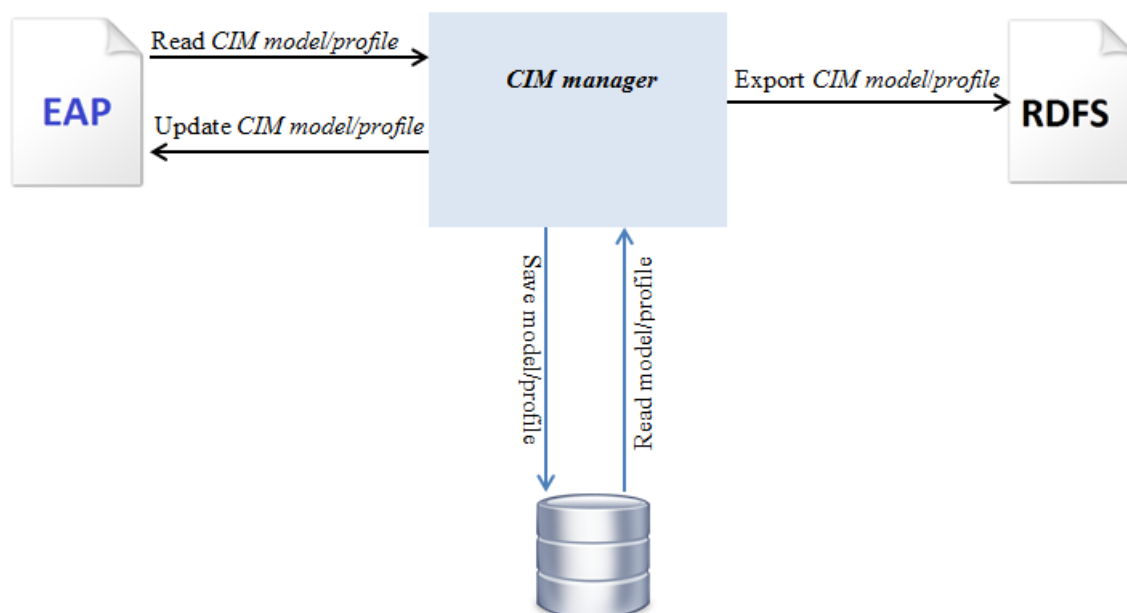 Read CIM model/profile
EAP
Update CIM model/profile
CIM manager
Export CIM model/profile
RDFS
Save model/profile
Read model/profile